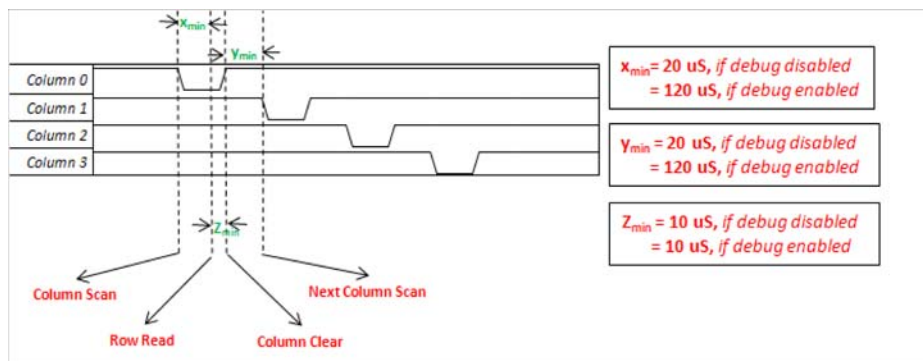 xmin
ymin
Column 0
Column 1
Column 2
Column 3
Zmin
Column Scan
Row Read
Column Clear
Next Column Scan
xmin= 20 uS, if debug disabled
= 120 uS, if debug enabled
ymin = 20 uS, if debug disabled
= 120 uS, if debug enabled
Zmin = 10 uS, if debug disabled
= 10 uS, if debug enabled